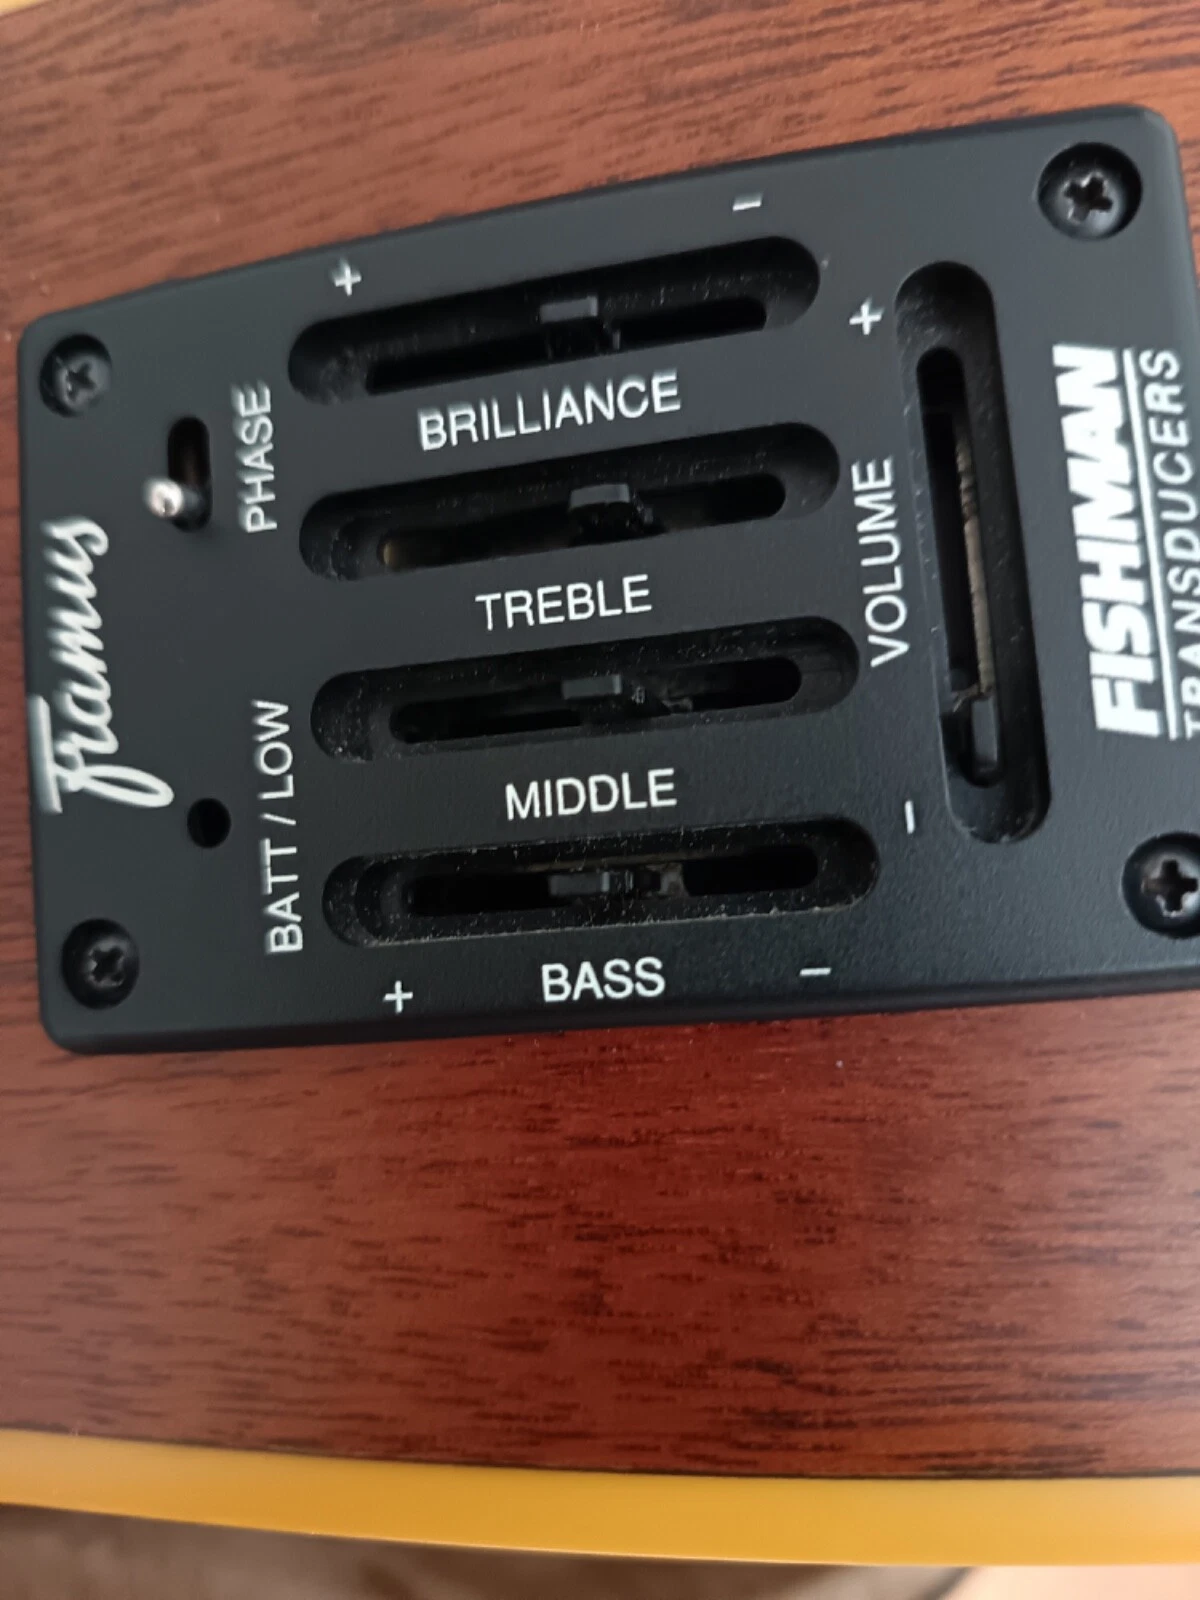 Framus
PHASE
BATT / LOW
+
−
BRILLIANCE
TREBLE
MIDDLE
+
BASS
−
+
VOLUME
−
FISHMAN
TRANSDUCERS